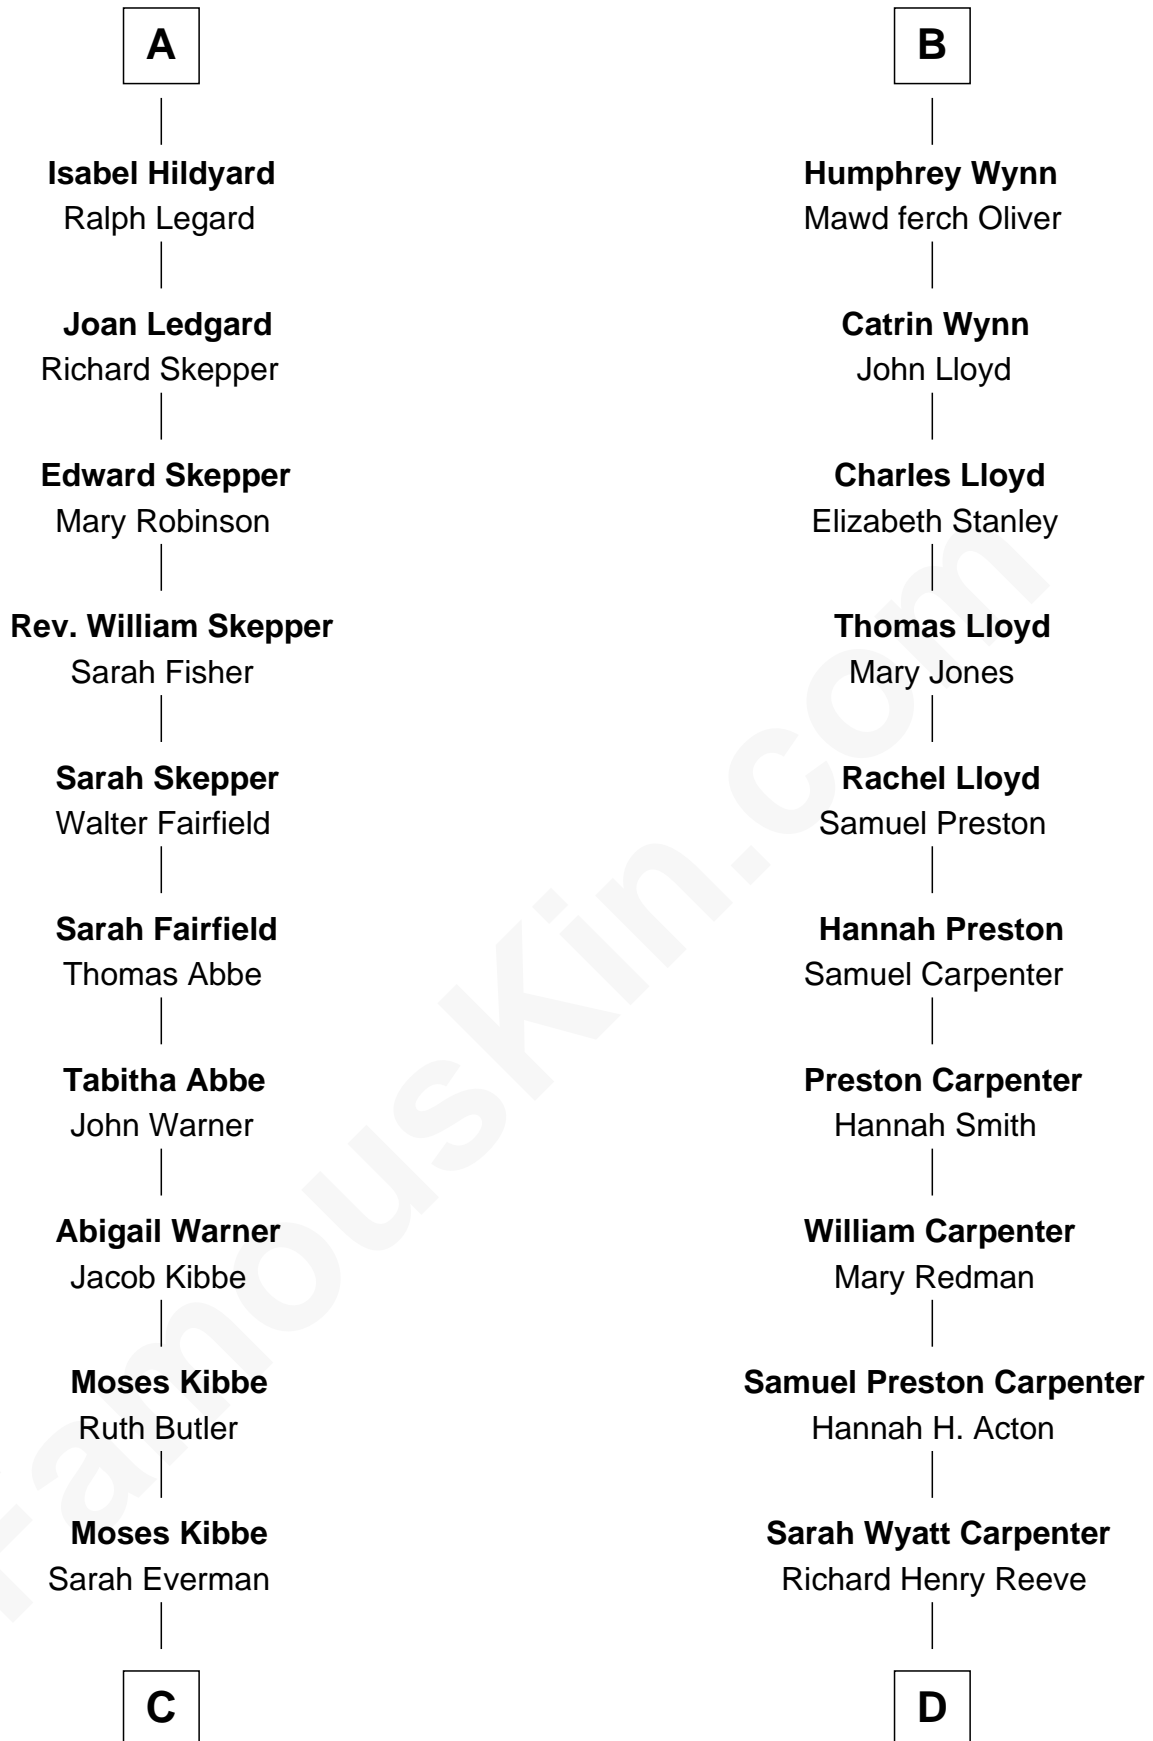 A
Isabel Hildyard
Ralph Legard
Joan Ledgard
Richard Skepper
Edward Skepper
Mary Robinson
Rev. William Skepper
Sarah Fisher
Sarah Skepper
Walter Fairfield
Sarah Fairfield
Thomas Abbe
Tabitha Abbe
John Warner
Abigail Warner
Jacob Kibbe
Moses Kibbe
Ruth Butler
Moses Kibbe
Sarah Everman
C
B
Humphrey Wynn
Mawd ferch Oliver
Catrin Wynn
John Lloyd
Charles Lloyd
Elizabeth Stanley
Thomas Lloyd
Mary Jones
Rachel Lloyd
Samuel Preston
Hannah Preston
Samuel Carpenter
Preston Carpenter
Hannah Smith
William Carpenter
Mary Redman
Samuel Preston Carpenter
Hannah H. Acton
Sarah Wyatt Carpenter
Richard Henry Reeve
D
FamousKin.com